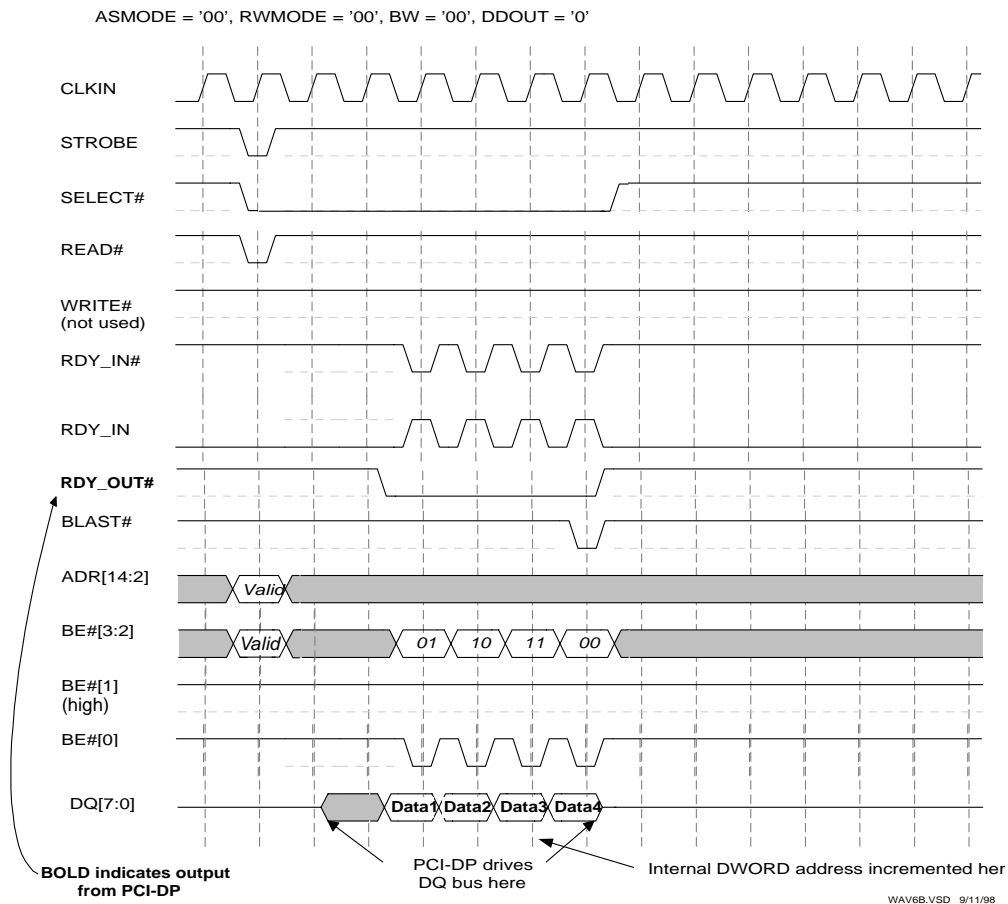 ASMODE = '00', RWMODE = '00', BW = '00', DDOUT = '0'
CLKIN
STROBE
SELECT#
READ#
WRITE#
(not used)
RDY_IN#
RDY_IN
RDY_OUT#
BLAST#
ADR[14:2]
Valid
BE#[3:2]
Valid 01 10 11 00
BE#[1]
(high)
BE#[0]
DQ[7:0]
Data1 Data2 Data3 Data4
BOLD indicates output
from PCI-DP
PCI-DP drives
DQ bus here
Internal DWORD address incremented her
WAV6B.VSD 9/11/98